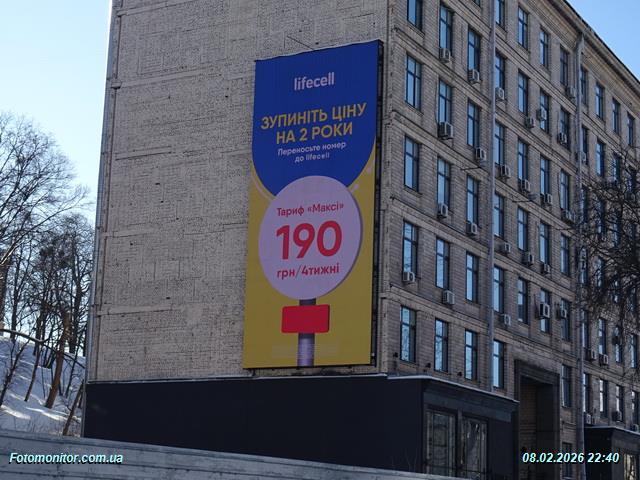 lifecell
ЗУПИНІТЬ ЦІНУ
НА 2 РОКИ
Переносьте номер
до lifecell
Тариф «Максі»
190
грн/4тижні
Fotomonitor.com.ua
08.02.2026 22:40